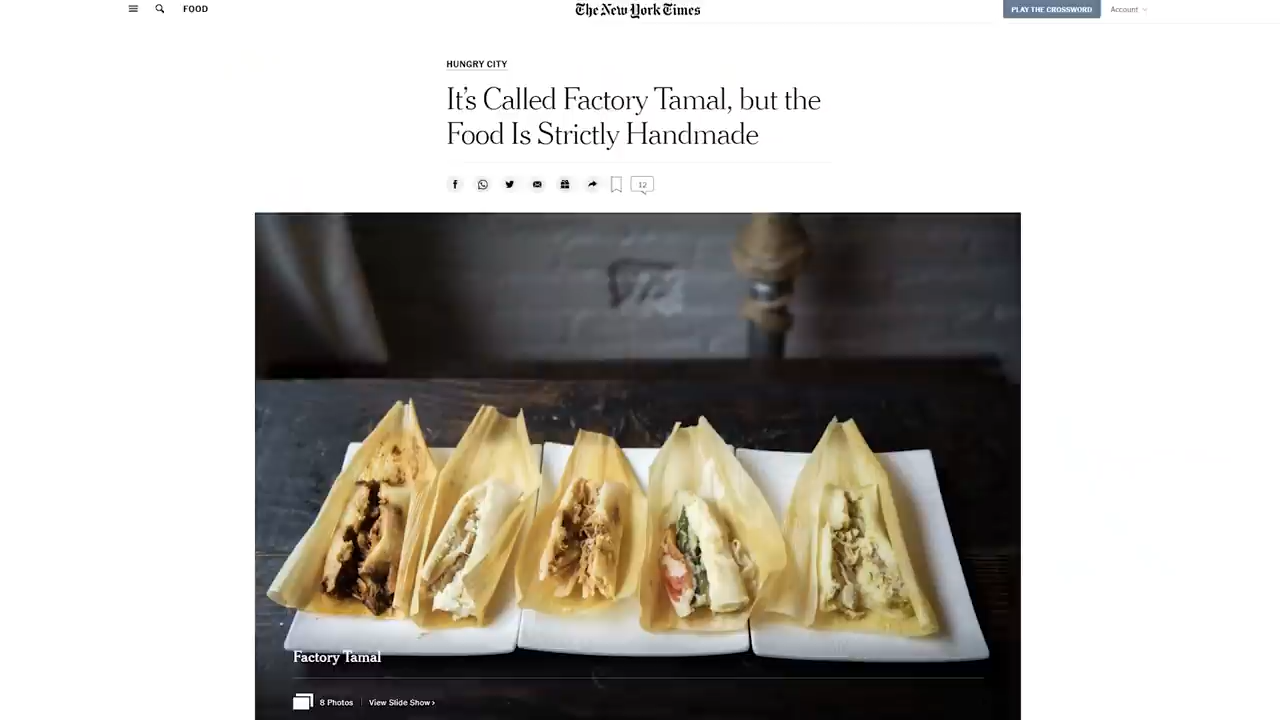 FOOD
The New York Times
PLAY THE CROSSWORD
Account
HUNGRY CITY
It's Called Factory Tamal, but the
Food Is Strictly Handmade
12
Factory Tamal
8 Photos
View Slide Show ›